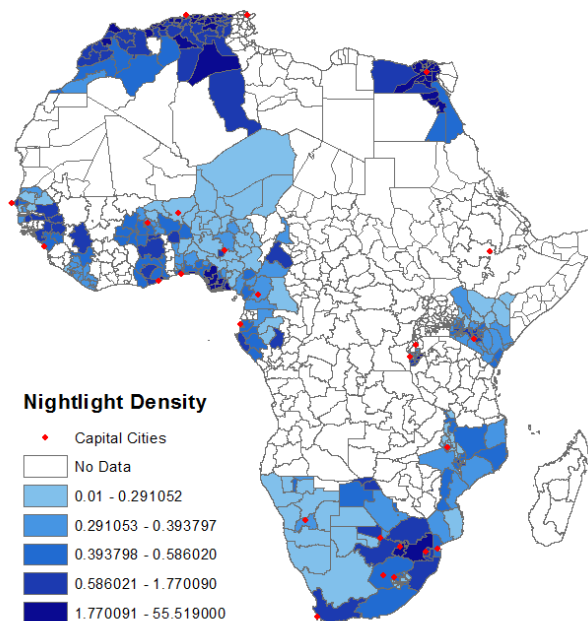 Nightlight Density
Capital Cities
No Data
0.01 - 0.291052
0.291053 - 0.393797
0.393798 - 0.586020
0.586021 - 1.770090
1.770091 - 55.519000